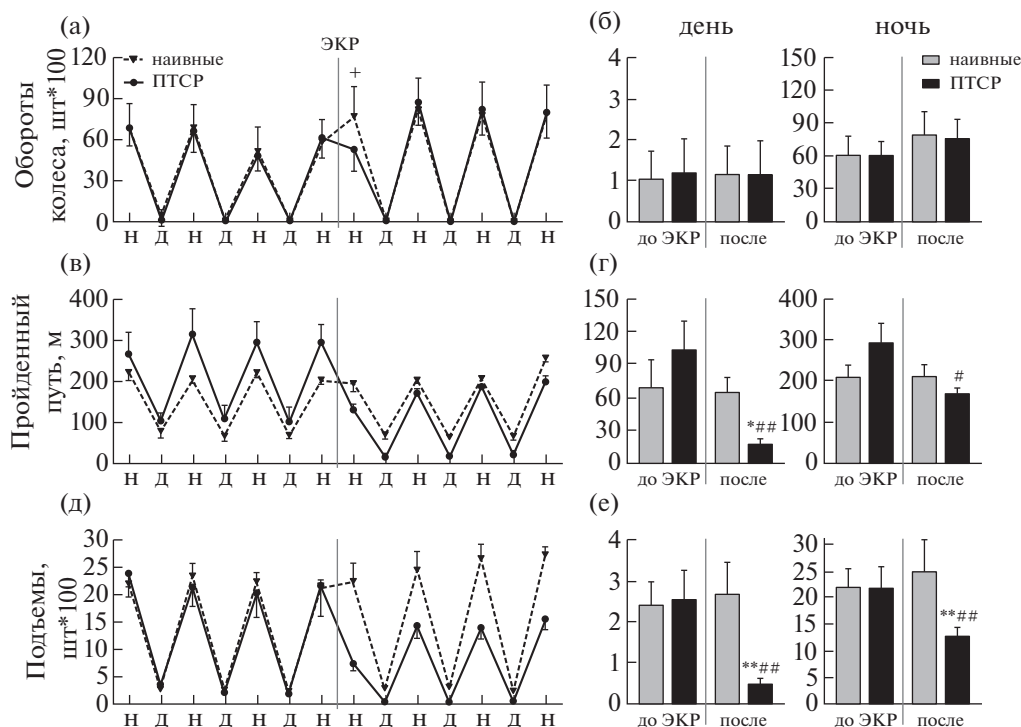 (а)
ЭКР
Обороты
колеса, шт*100
120
90
60
30
0
наивные
ПТСР
+
Н Д Н Д Н Д Н Н Д Н Д Н Д Н
(б)
день
4
3
2
1
0
до ЭКР после
ночь
150
120
90
60
30
0
наивные
ПТСР
до ЭКР после
(в)
Пройденный
путь, м
400
300
200
100
0
Н Д Н Д Н Д Н Н Д Н Д Н Д Н
(г)
150
120
90
60
30
0
*##
до ЭКР после
400
300
200
100
0
#
до ЭКР после
(д)
Подъемы,
шт*100
30
25
20
15
10
5
0
Н Д Н Д Н Д Н Н Д Н Д Н Д Н
(е)
4
3
2
1
0
**##
до ЭКР после
30
25
20
15
10
5
0
**##
до ЭКР после